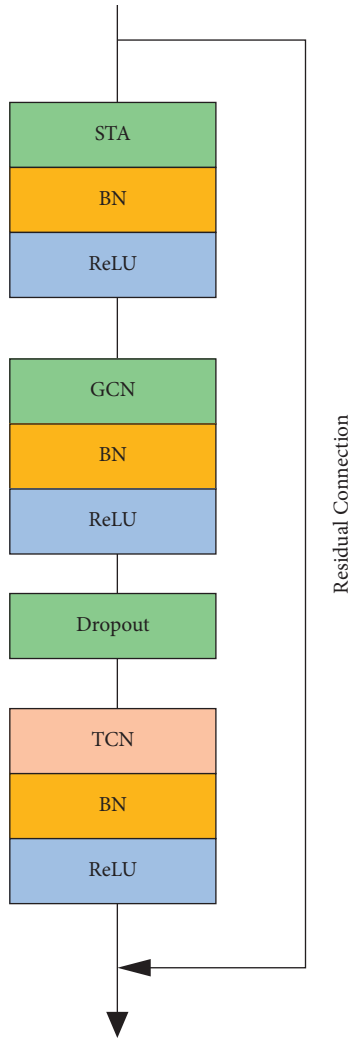 STA
BN
ReLU
GCN
BN
ReLU
Dropout
TCN
BN
ReLU
Residual Connection